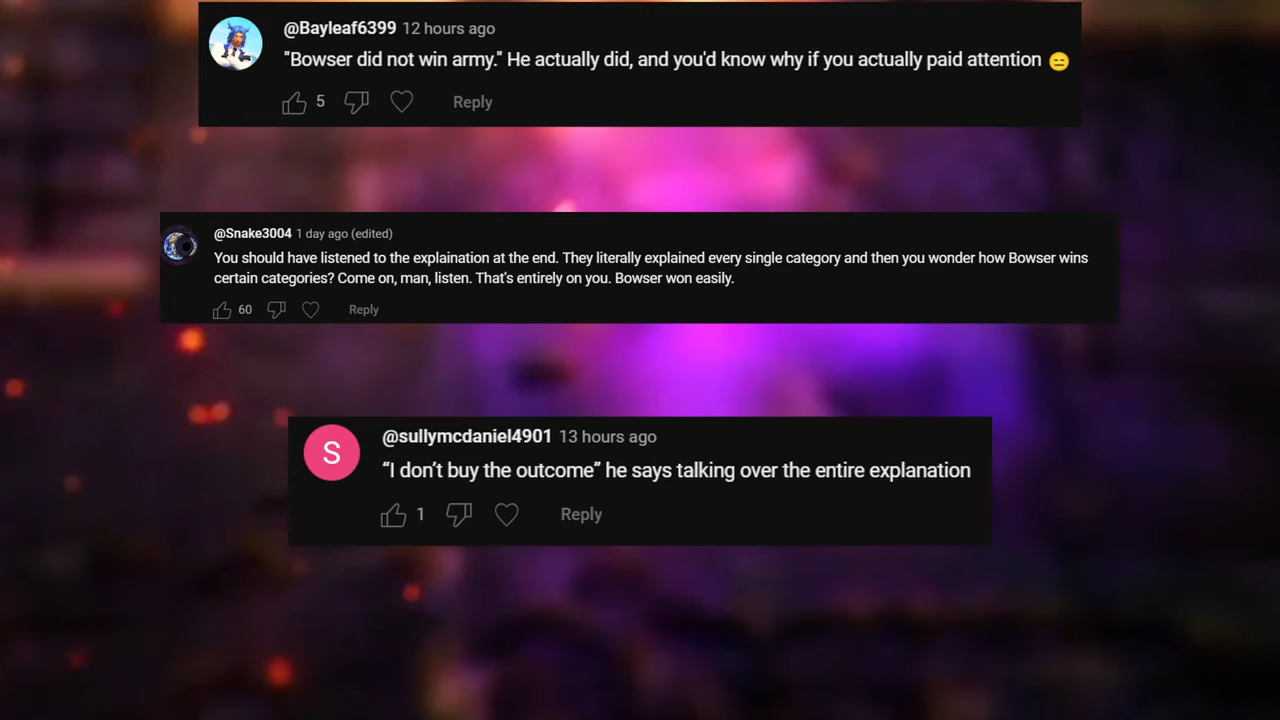 @Bayleaf6399 12 hours ago
"Bowser did not win army." He actually did, and you'd know why if you actually paid attention 😑
5 Reply
@Snake3004 1 day ago (edited)
You should have listened to the explaination at the end. They literally explained every single category and then you wonder how Bowser wins
certain categories? Come on, man, listen. That's entirely on you. Bowser won easily.
60 Reply
S
@sullymcdaniel4901 13 hours ago
“I don’t buy the outcome” he says talking over the entire explanation
1 Reply